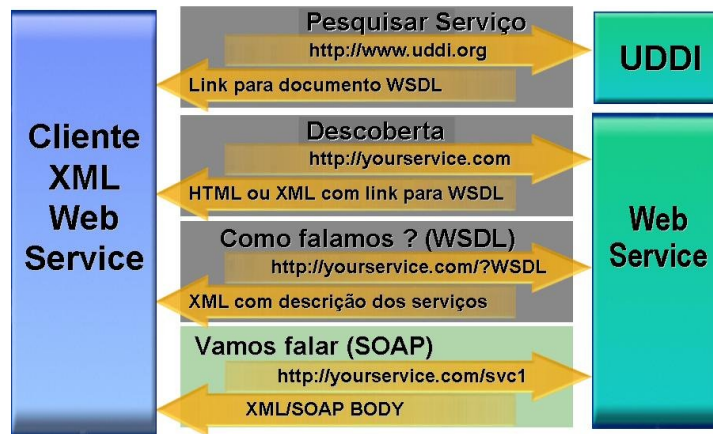 Cliente
XML
Web
Service
Pesquisar Serviço
http://www.uddi.org
Link para documento WSDL
UDDI
Descoberta
http://yourservice.com
HTML ou XML com link para WSDL
Como falamos ? (WSDL)
http://yourservice.com/?WSDL
XML com descrição dos serviços
Vamos falar (SOAP)
http://yourservice.com/svc1
XML/SOAP BODY
Web
Service